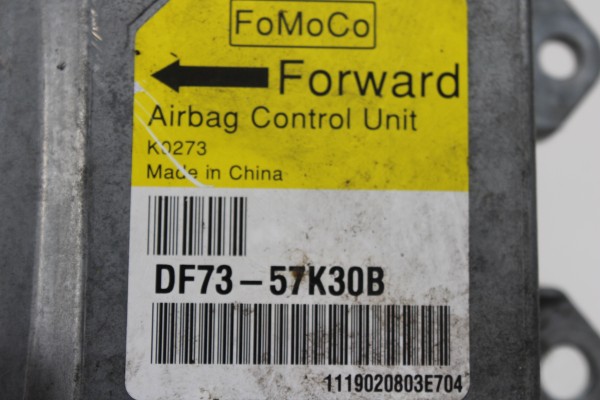 FoMoCo
Forward
Airbag Control Unit
K0273
Made in China
DF73-57K30B
1119020803E704